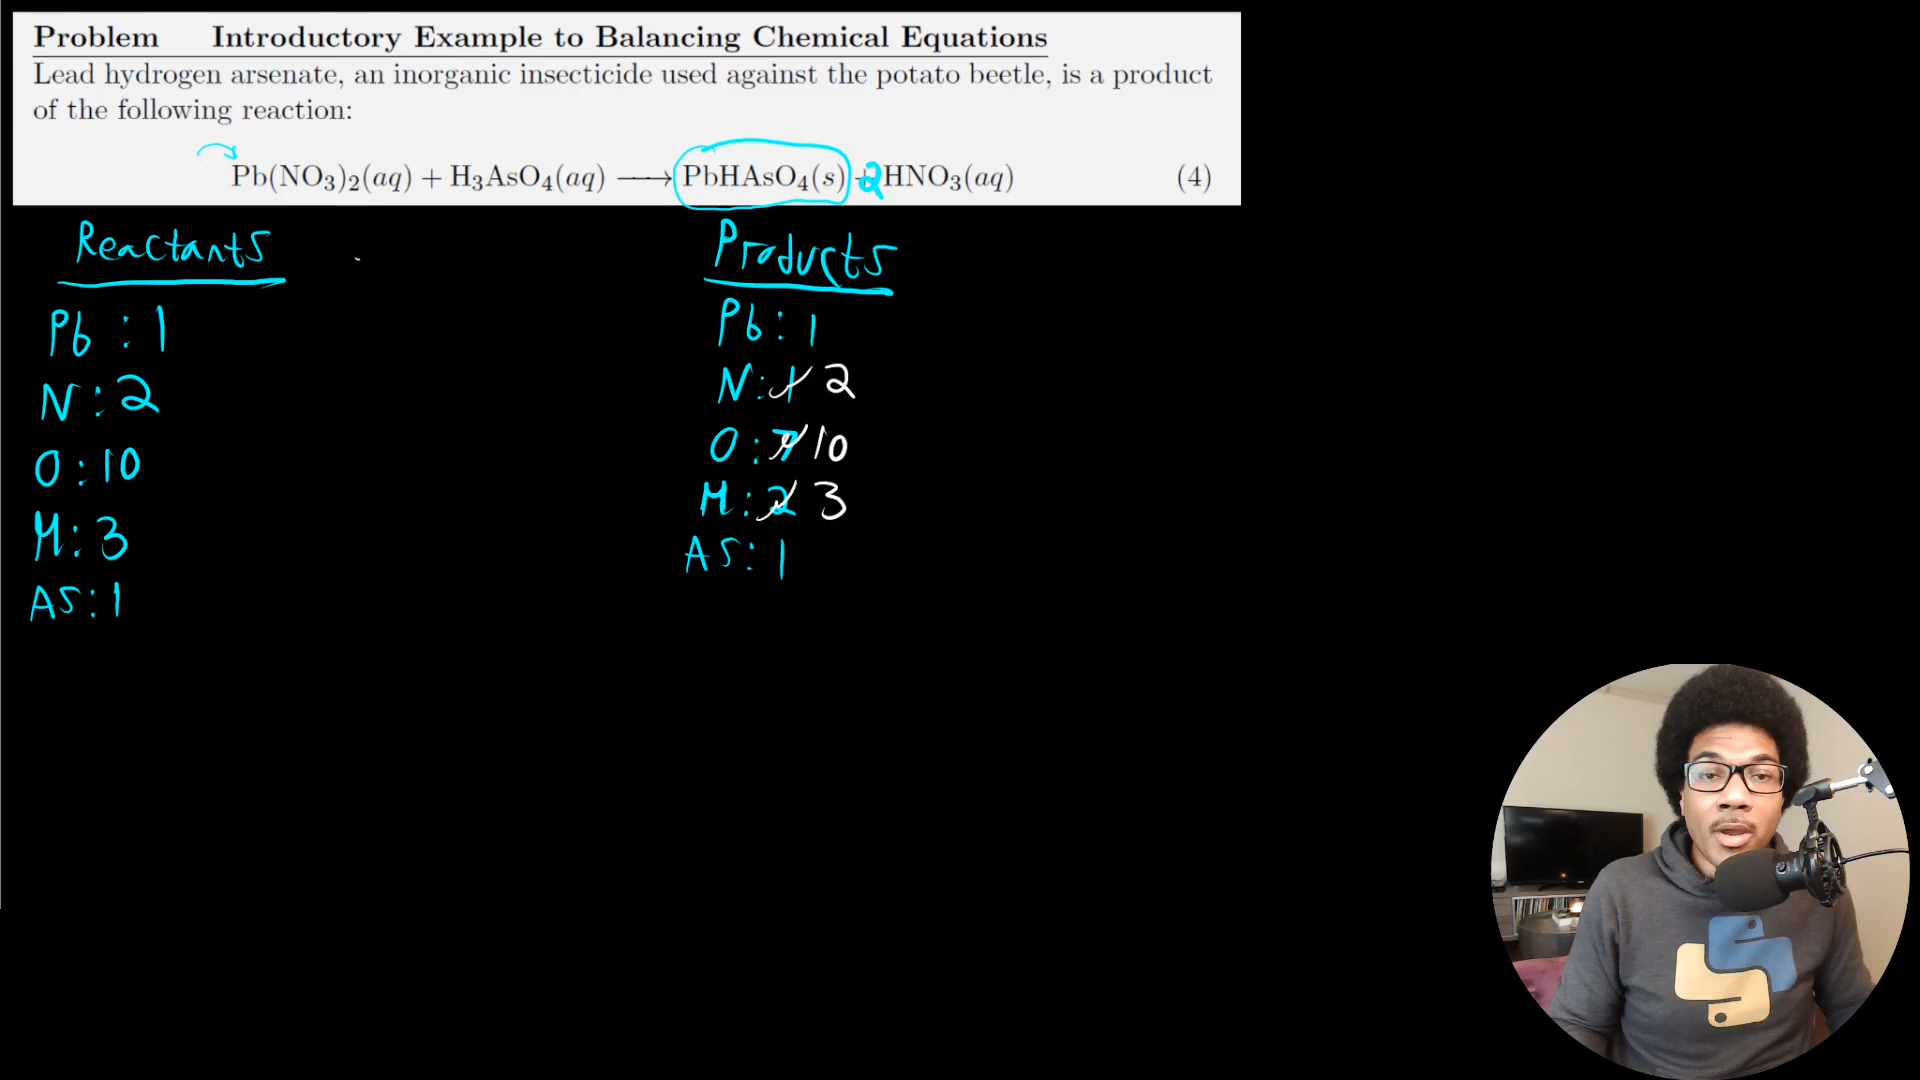 Problem Introductory Example to Balancing Chemical Equations
Lead hydrogen arsenate, an inorganic insecticide used against the potato beetle, is a product
of the following reaction:
Pb(NO₃)₂(aq) + H₃AsO₄(aq) ⟶ PbHAsO₄(s) + 2HNO₃(aq) (4)
Reactants
Pb : 1
N : 2
O : 10
H : 3
AS : 1
Products
Pb : 1
N : 1 2
O : 7 10
H : 2 3
AS : 1